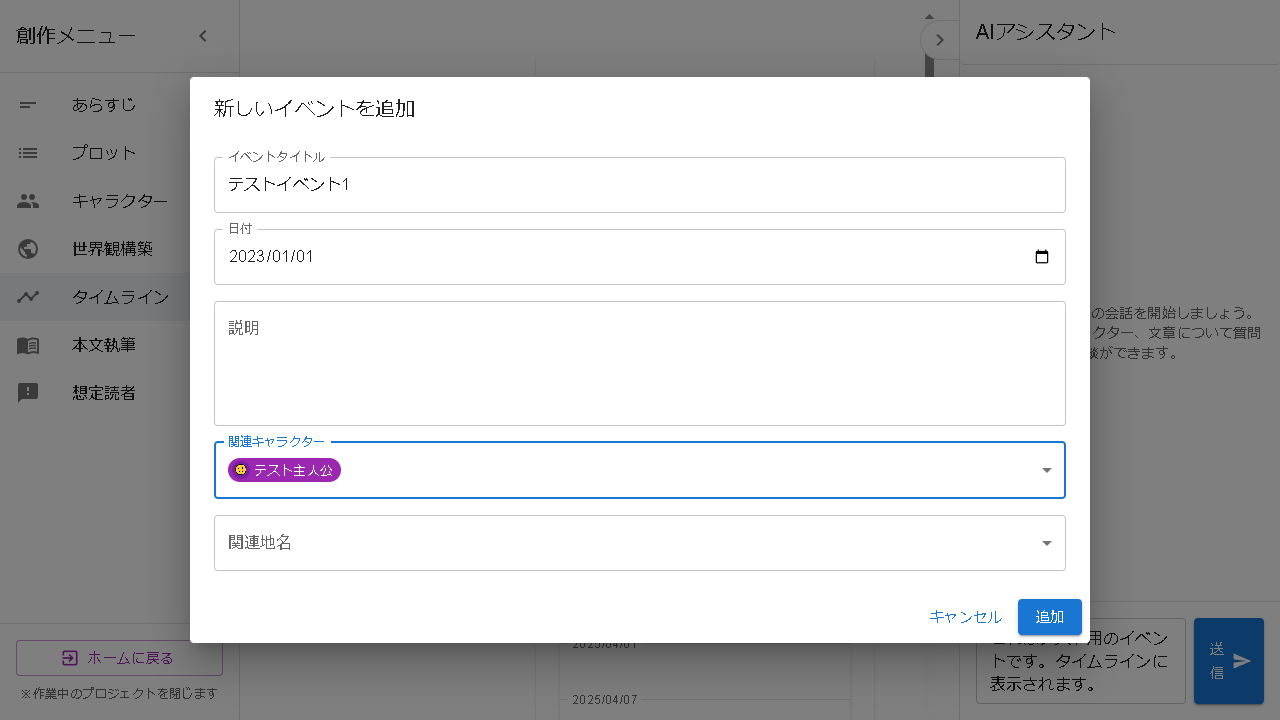 創作メニュー
あらすじ
プロット
キャラクター
世界観構築
タイムライン
本文執筆
想定読者
ホームに戻る
※作業中のプロジェクトを閉じます
新しいイベントを追加
イベントタイトル
テストイベント1
日付
2023/01/01
説明
関連キャラクター
テスト主人公
関連地名
キャンセル
追加
2025/04/01
2025/04/07
AIアシスタント
の会話を開始しましょう。
クター、文章について質問
談ができます。
用のイベン
トです。タイムラインに
表示されます。
送
信